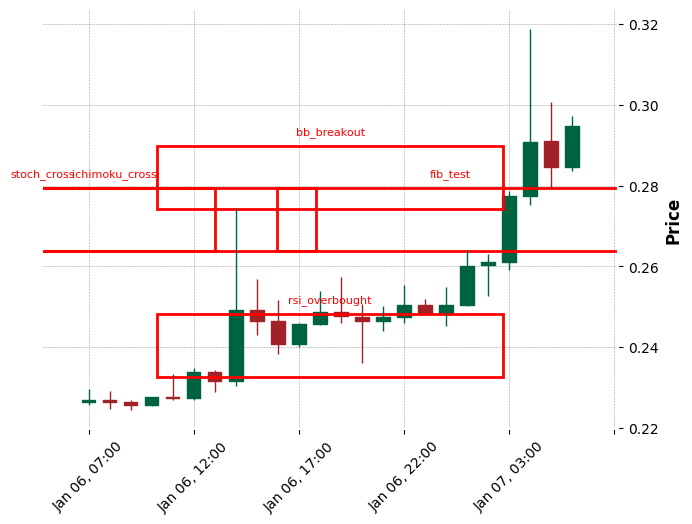 0.32
0.30
bb_breakout
stoch_cross
ichimoku_cross
fib_test
0.28
Price
0.26
rsi_overbought
0.24
0.22
Jan 06, 07:00
Jan 06, 12:00
Jan 06, 17:00
Jan 06, 22:00
Jan 07, 03:00